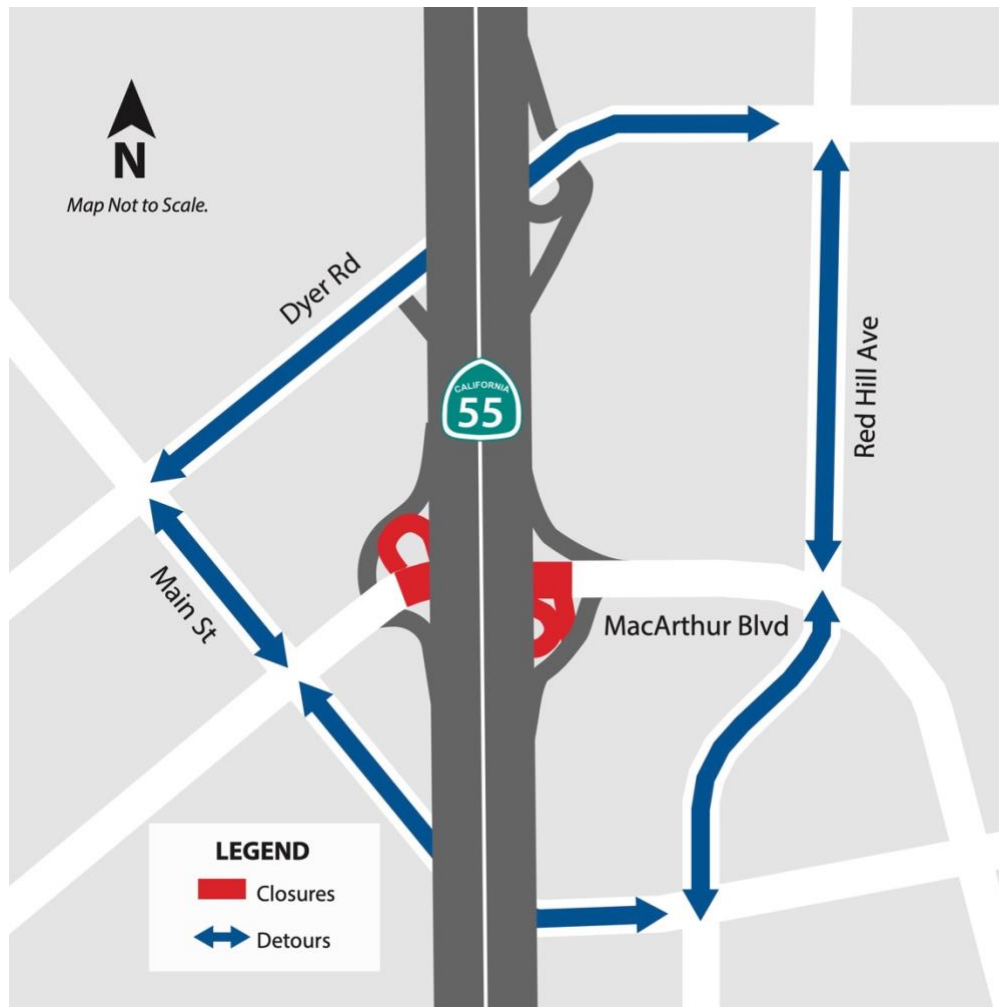 N
Map Not to Scale.
Dyer Rd
CALIFORNIA
55
Red Hill Ave
Main St
MacArthur Blvd
LEGEND
Closures
Detours